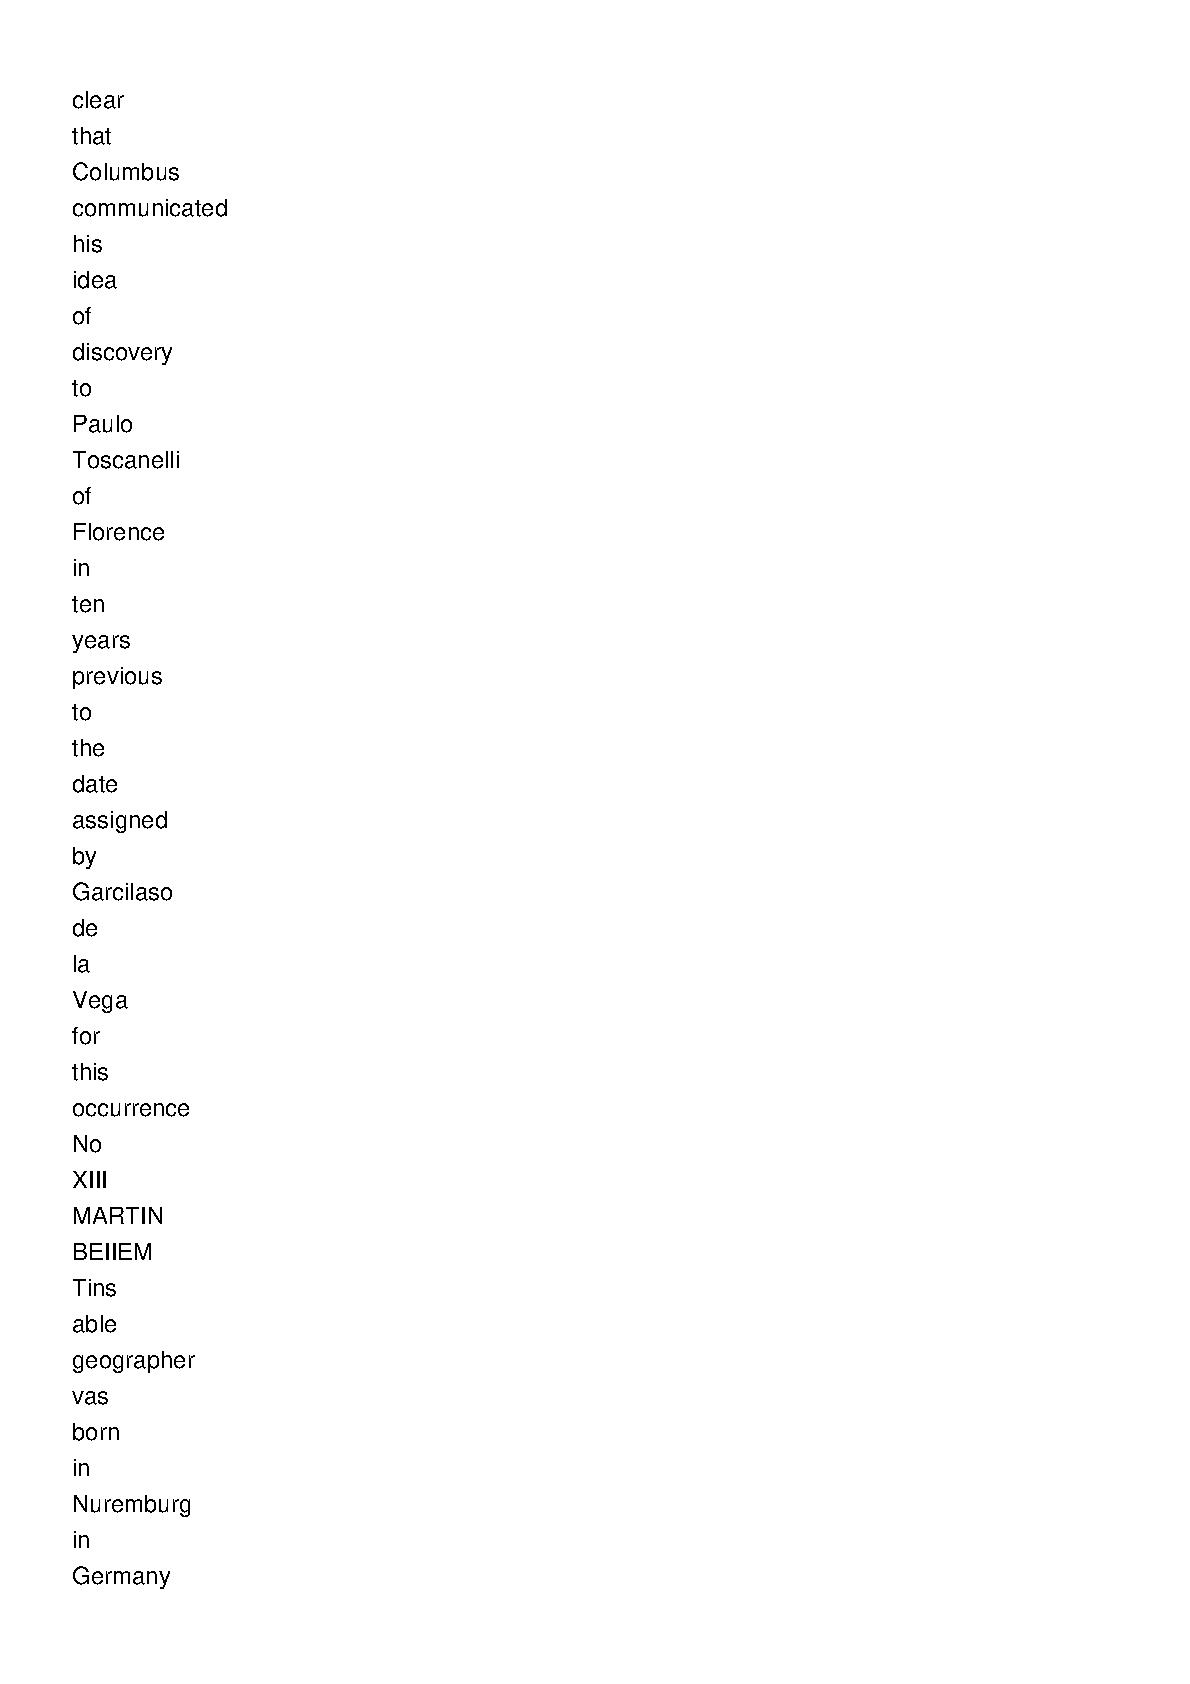 clear
that
Columbus
communicated
his
idea
of
discovery
to
Paulo
Toscanelli
of
Florence
in
ten
years
previous
to
the
date
assigned
by
Garcilaso
de
la
Vega
for
this
occurrence
No
XIII
MARTIN
BEIIEM
Tins
able
geographer
vas
born
in
Nuremburg
in
Germany